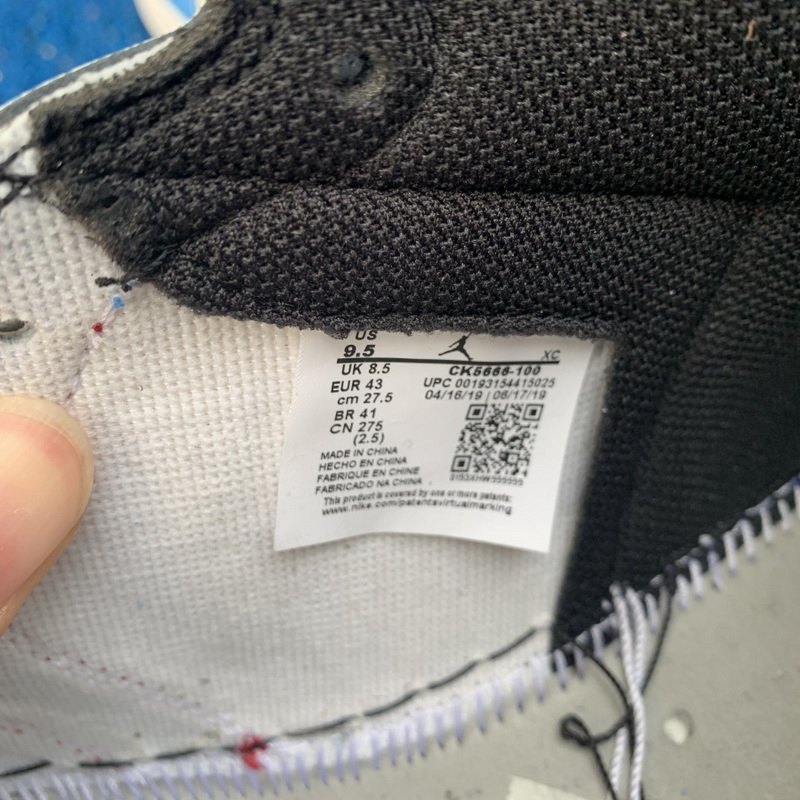 US
9.5
XC
UK 8.5
EUR 43
cm 27.5
BR 41
CN 275
(2.5)
CK5666-100
UPC 00193154415025
04/16/19 | 06/17/19
MADE IN CHINA
HECHO EN CHINA
FABRIQUE EN CHINE
FABRICADO NA CHINA
This product is covered by one or more patents:
www.nike.com/patentsvirtualmarking